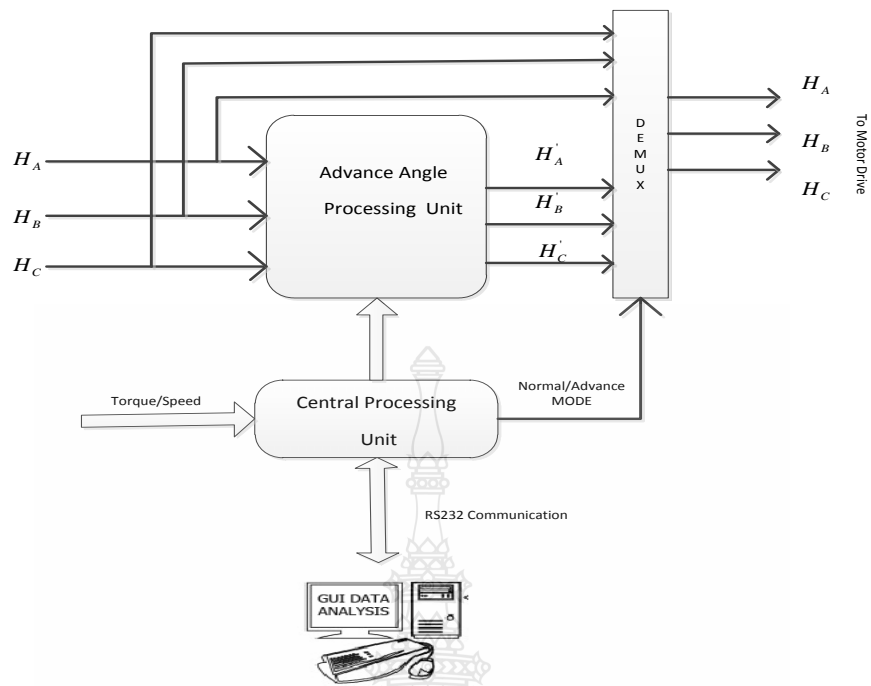 H_A
H_B
H_C
Advance Angle
Processing Unit
H'_A
H'_B
H'_C
D
E
M
U
X
H_A
H_B
H_C
To Motor Drive
Torque/Speed
Central Processing
Unit
Normal/Advance
MODE
RS232 Communication
GUI DATA
ANALYSIS